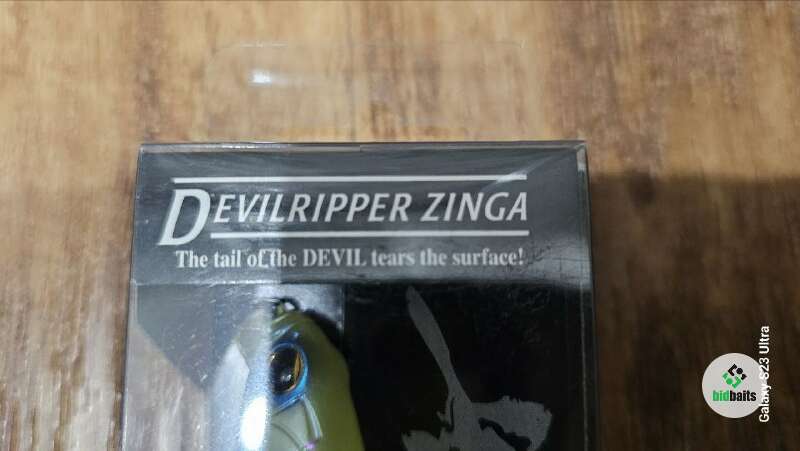 DEVILRIPPER ZINGA
The tail of the DEVIL tears the surface!
bidbaits
Galaxy S23 Ultra